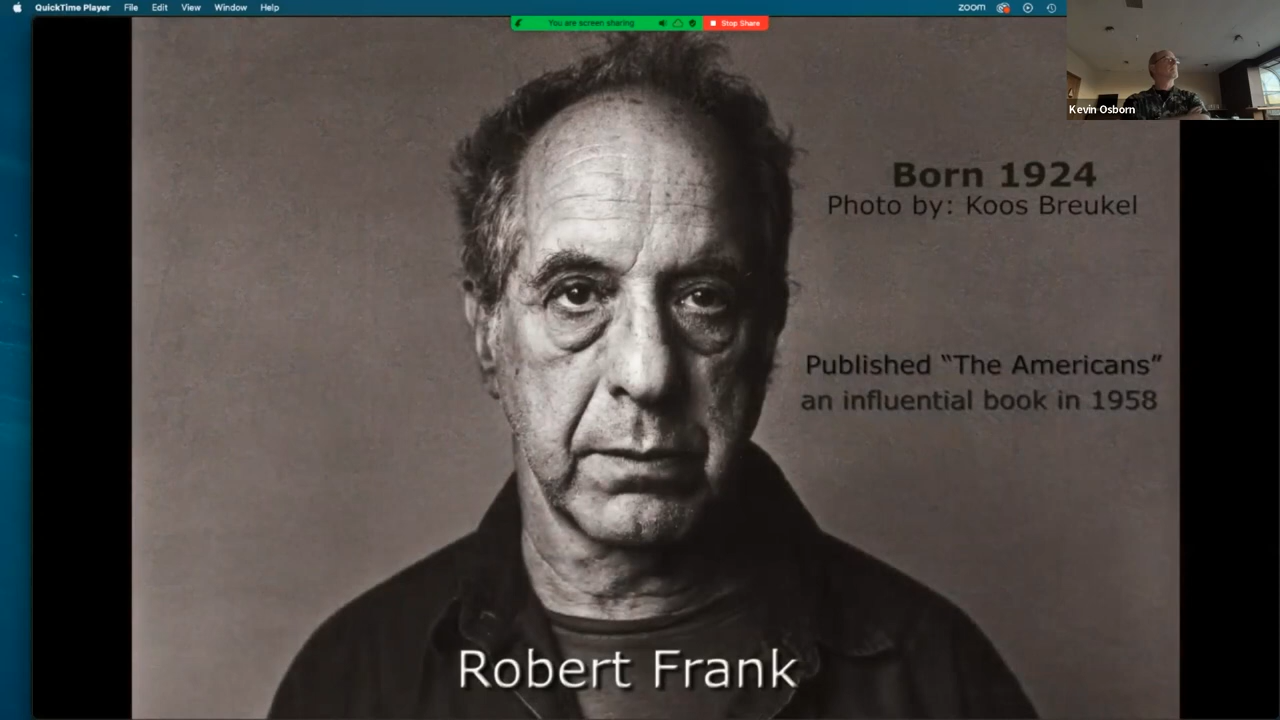 QuickTime Player File Edit View Window Help
zoom
You are screen sharing
Stop Share
Kevin Osborn
Born 1924
Photo by: Koos Breukel
Published “The Americans”
an influential book in 1958
Robert Frank